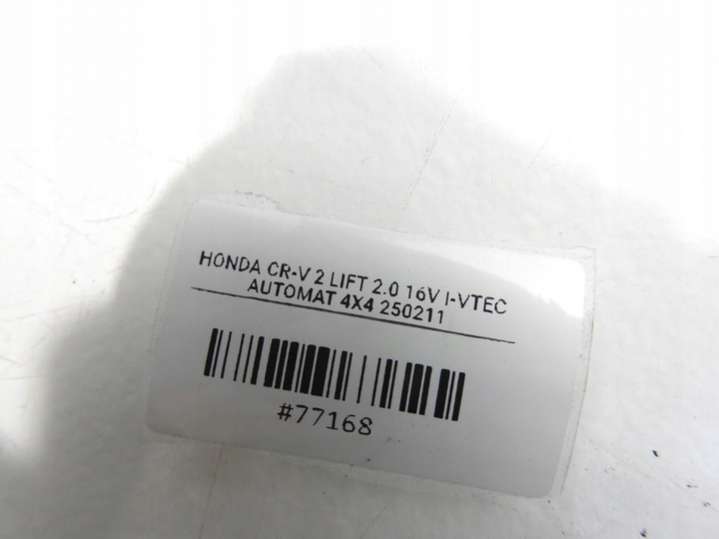 HONDA CR-V 2 LIFT 2.0 16V I-VTEC
AUTOMAT 4X4 250211
#77168